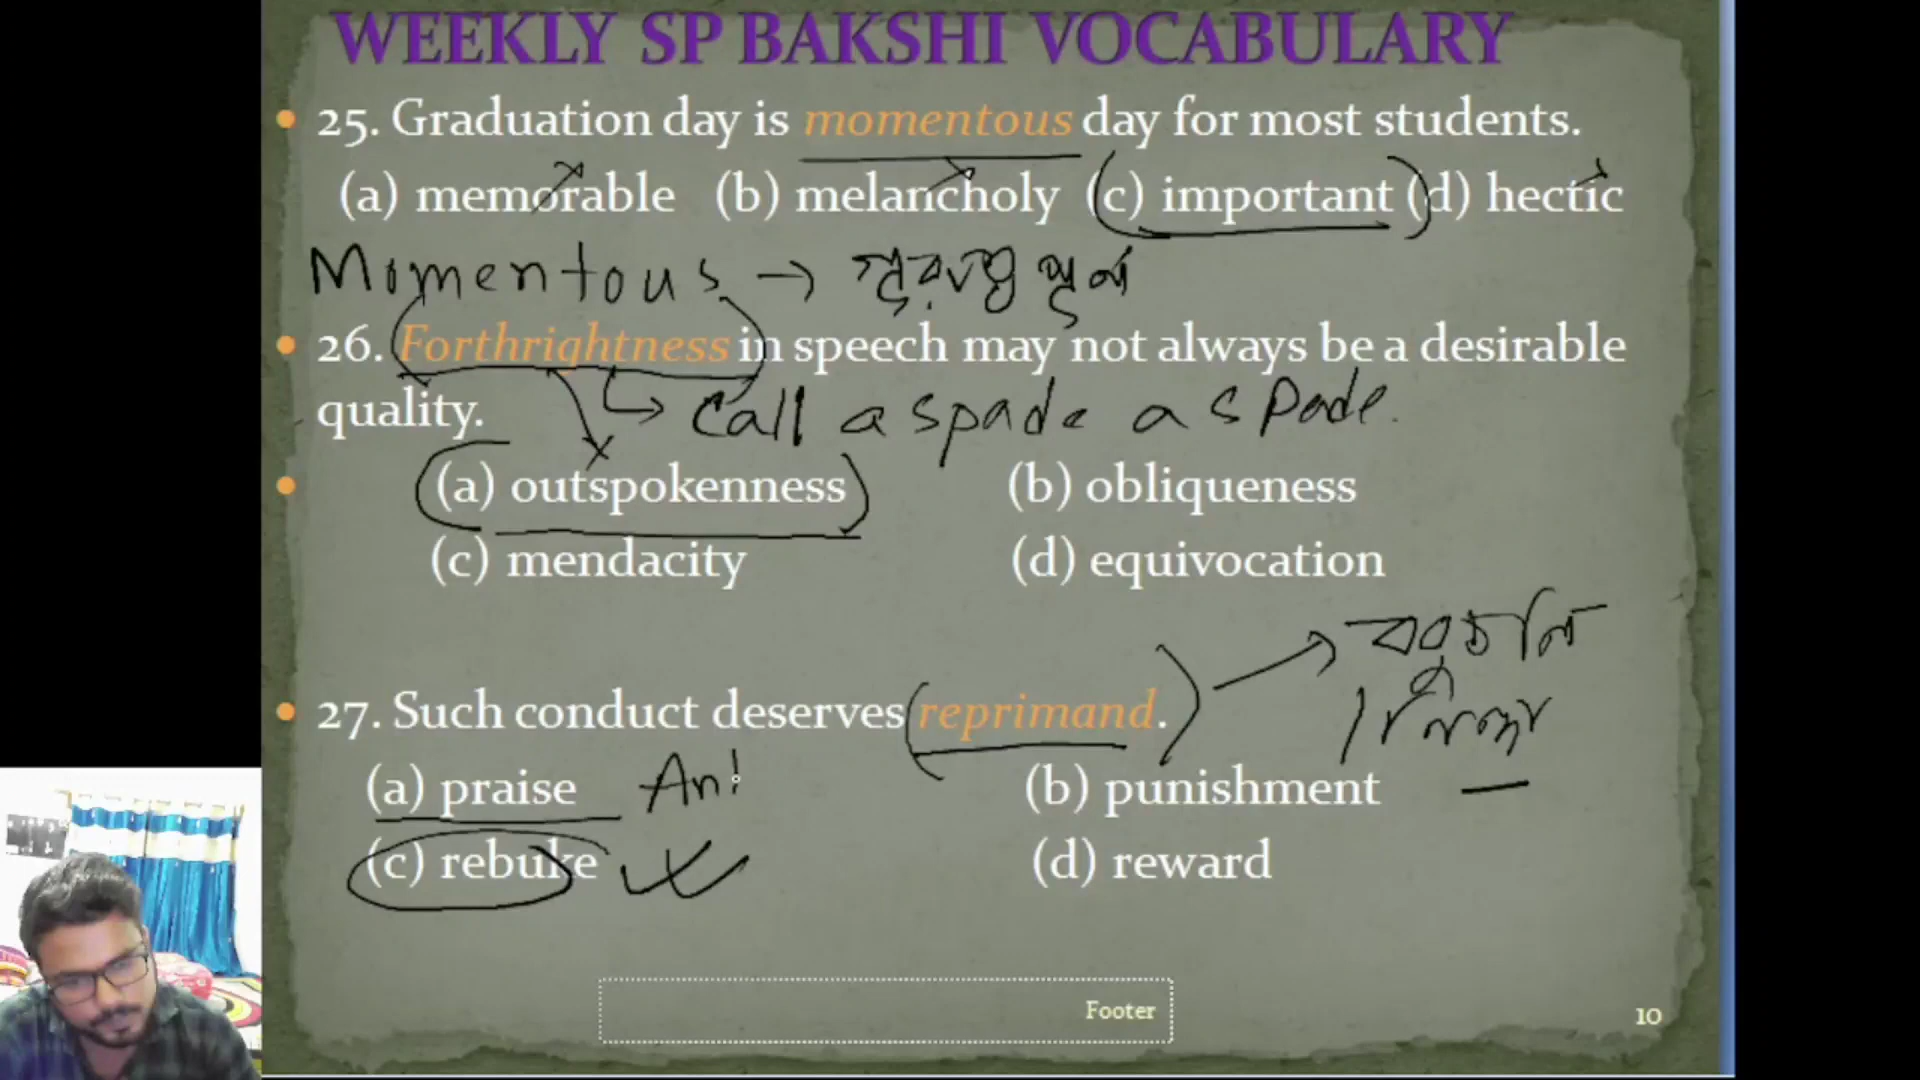 WEEKLY SP BAKSHI VOCABULARY
• 25. Graduation day is momentous day for most students.
(a) memorable (b) melancholy (c) important (d) hectic
Momentous → গুরুত্বপূর্ণ
• 26. Forthrightness in speech may not always be a desirable
quality. → Call a spade a spade.
• (a) outspokenness (b) obliqueness
(c) mendacity (d) equivocation
• 27. Such conduct deserves reprimand.
(a) praise Ant (b) punishment
(c) rebuke (d) reward
Footer
10